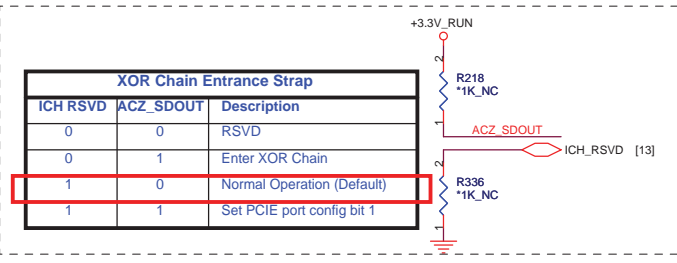 +3.3V_RUN
XOR Chain Entrance Strap
ICH RSVD ACZ_SDOUT Description
0 0 RSVD
0 1 Enter XOR Chain
1 0 Normal Operation (Default)
1 1 Set PCIE port config bit 1
2
R218
*1K_NC
1
ACZ_SDOUT
ICH_RSVD [13]
2
R336
*1K_NC
1